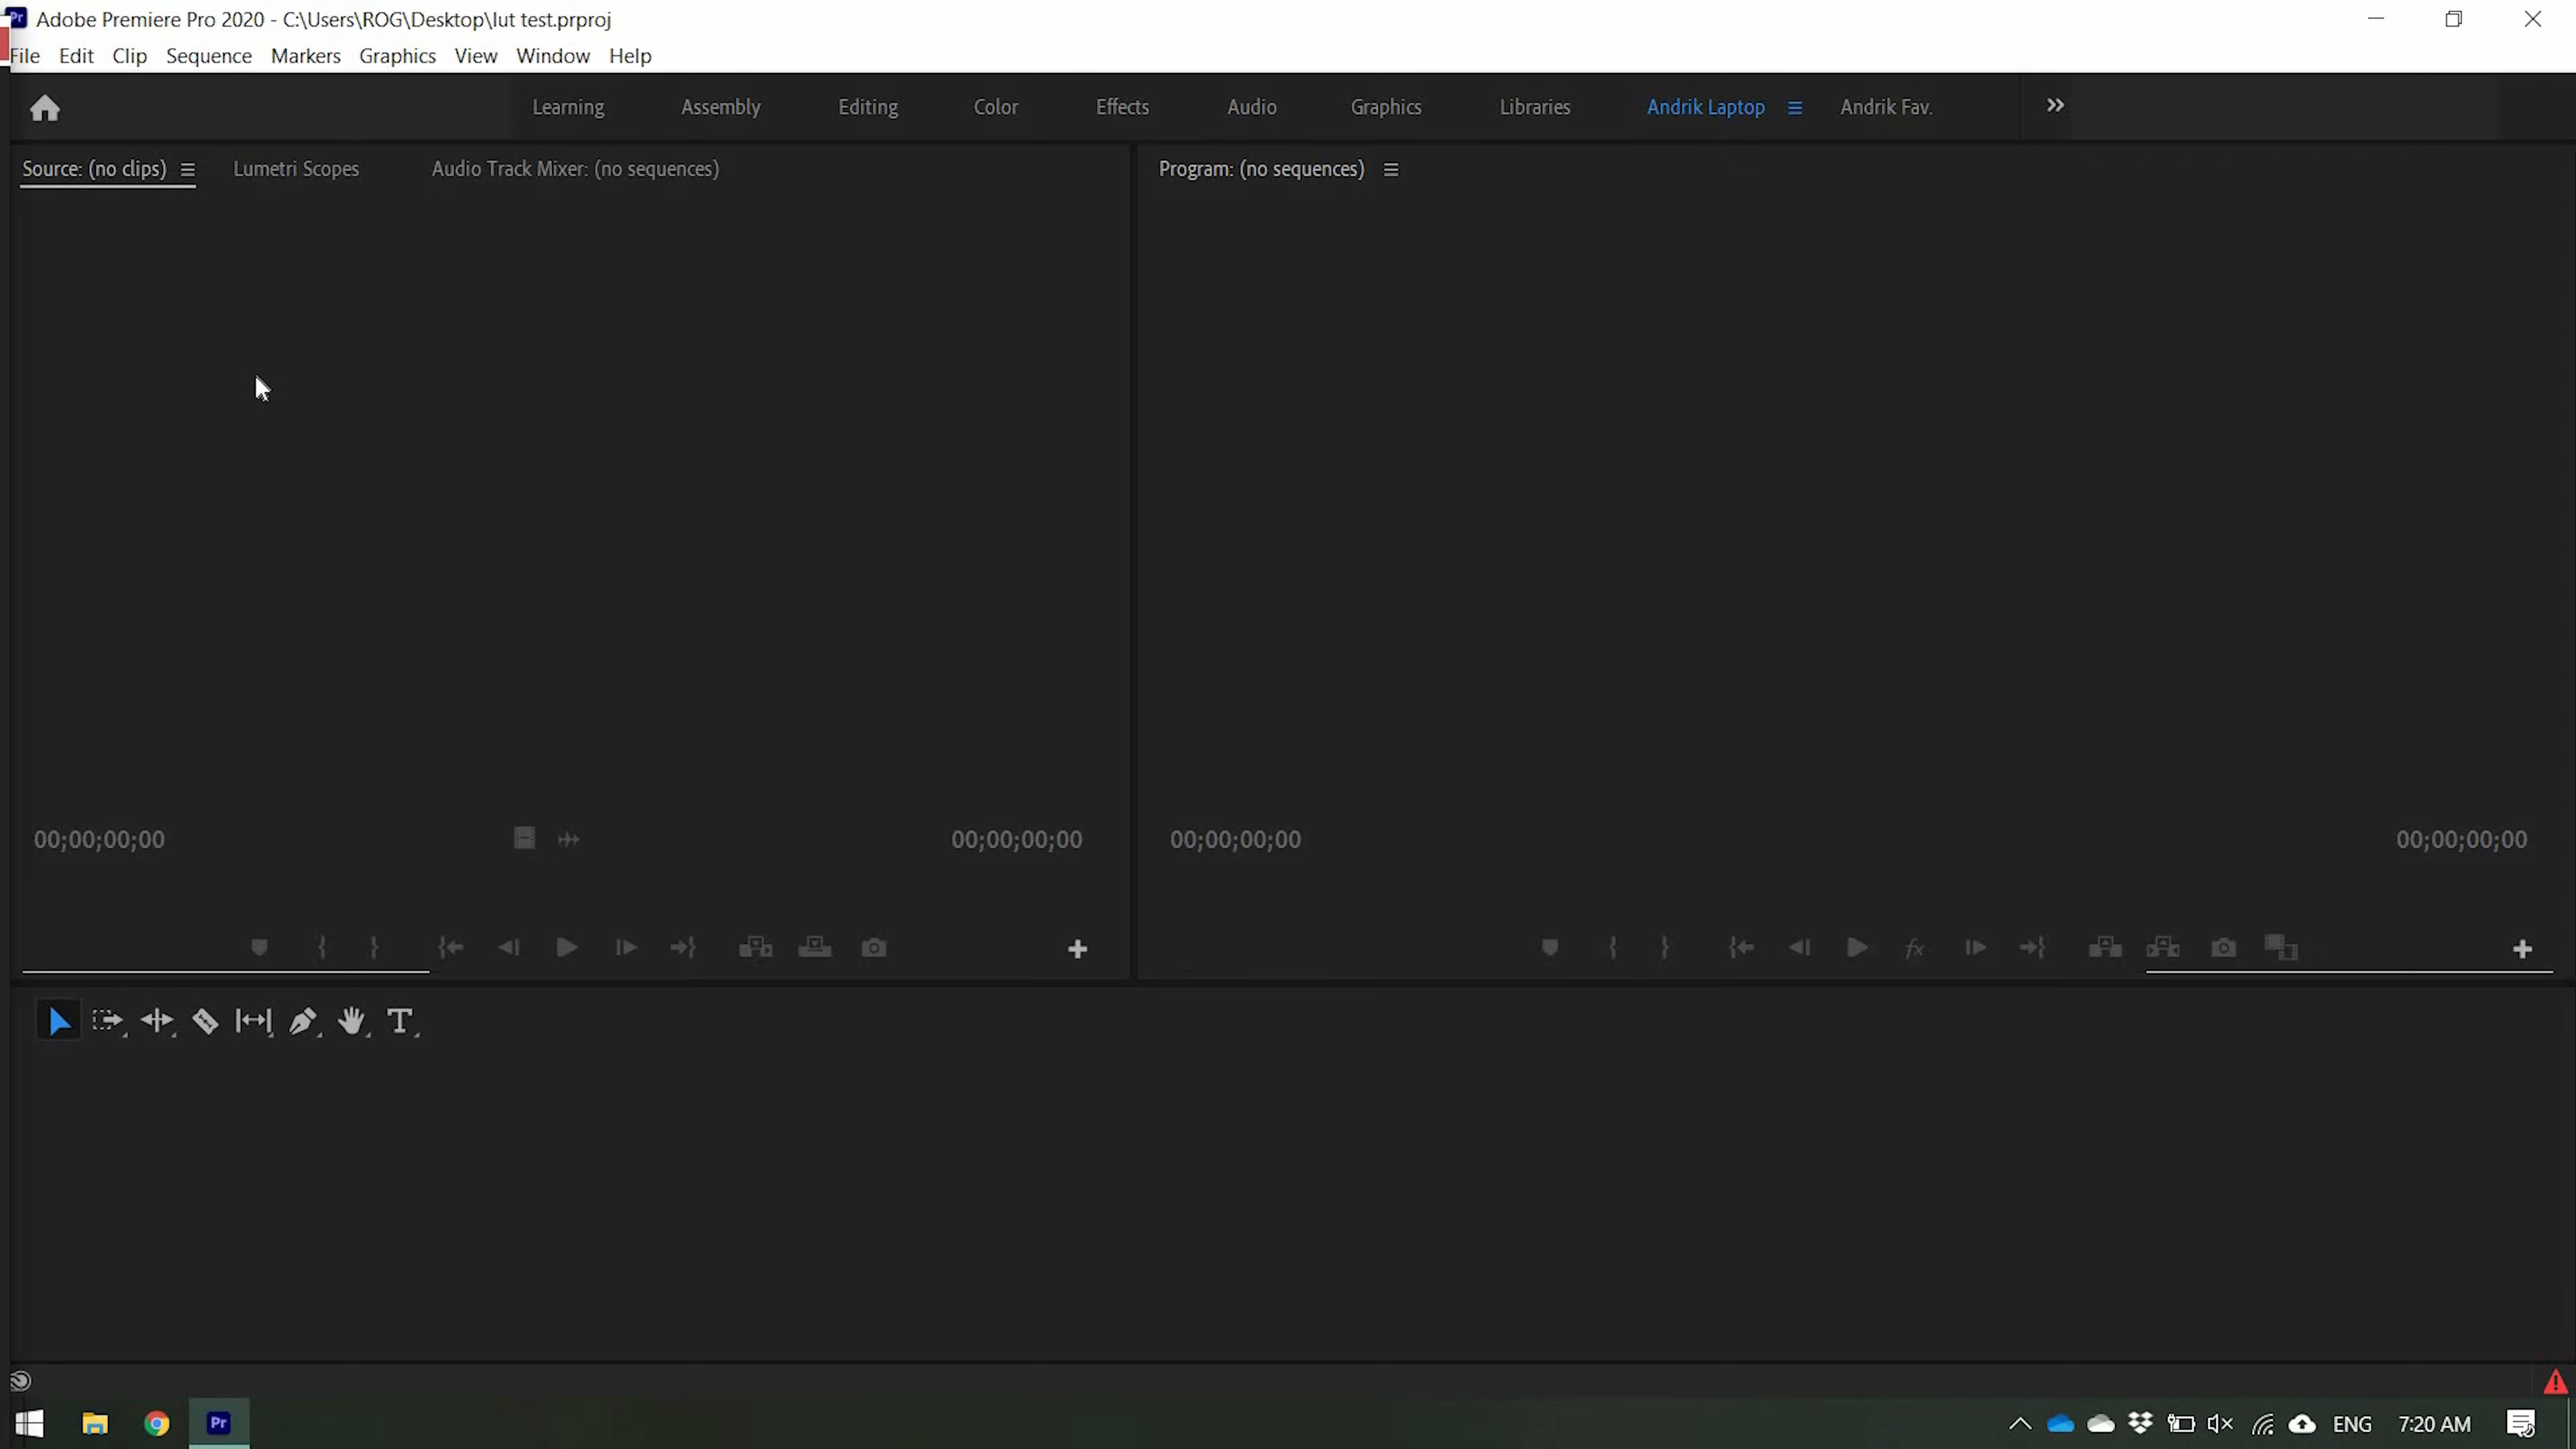 Adobe Premiere Pro 2020 - C:\Users\ROG\Desktop\lut test.prproj
File Edit Clip Sequence Markers Graphics View Window Help
Learning Assembly Editing Color Effects Audio Graphics Libraries Andrik Laptop Andrik Fav.
Source: (no clips) Lumetri Scopes Audio Track Mixer: (no sequences) Program: (no sequences)
00;00;00;00 00;00;00;00 00;00;00;00 00;00;00;00
Pr ENG 7:20 AM